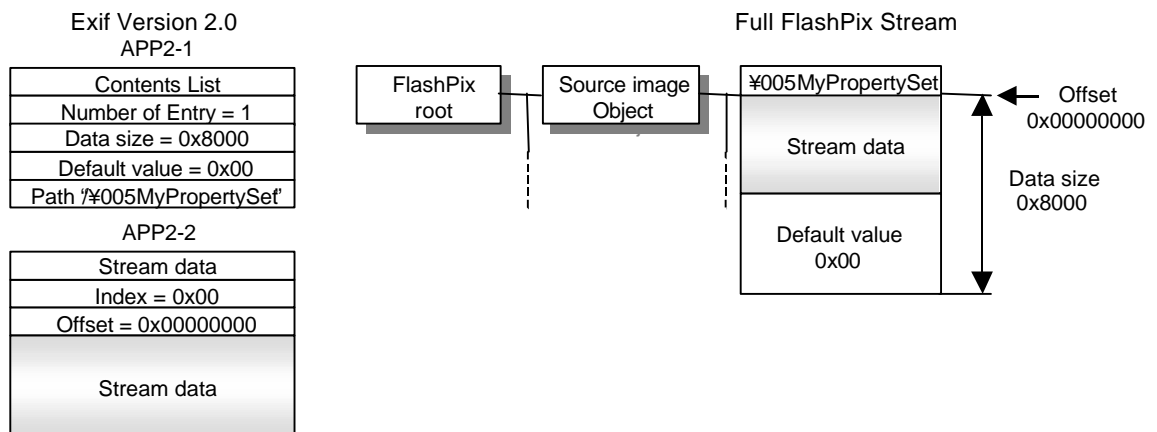 Exif Version 2.0
APP2-1
Contents List
Number of Entry = 1
Data size = 0x8000
Default value = 0x00
Path ‘/¥005MyPropertySet’
APP2-2
Stream data
Index = 0x00
Offset = 0x00000000
Stream data
Full FlashPix Stream
FlashPix
root
Source image
Object
¥005MyPropertySet
Stream data
Default value
0x00
Offset
0x00000000
Data size
0x8000